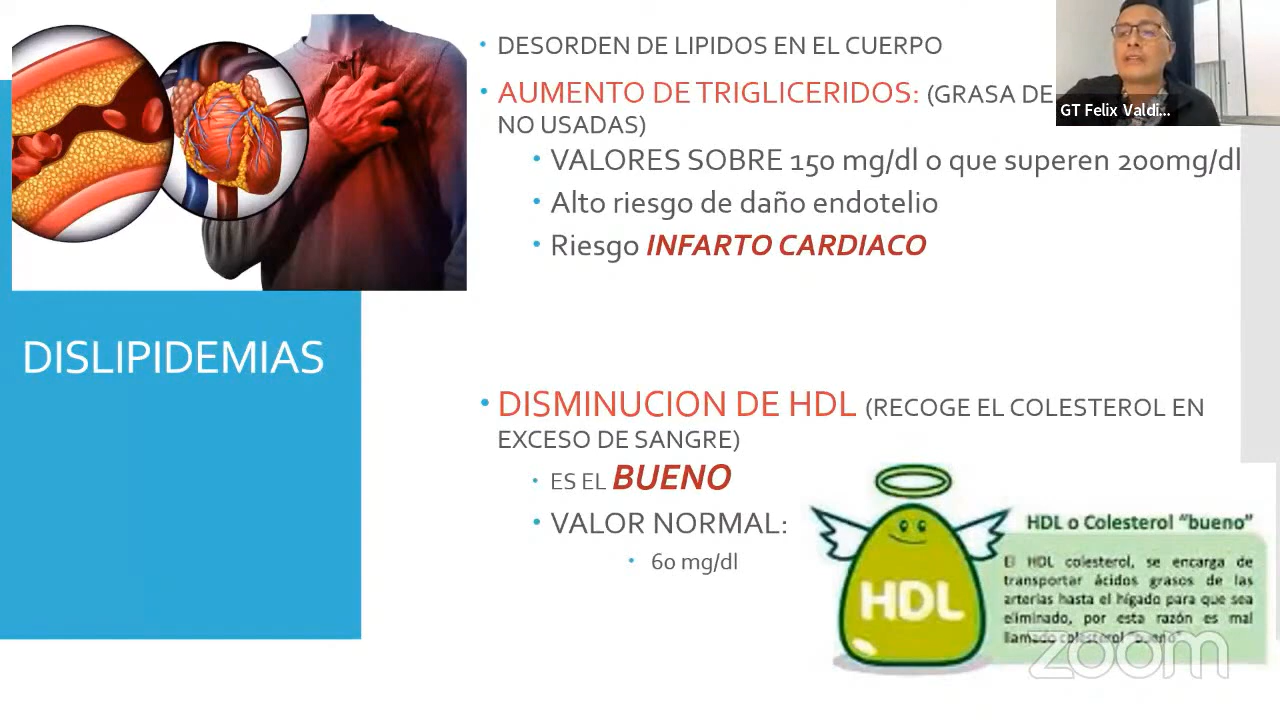 DISLIPIDEMIAS
• DESORDEN DE LIPIDOS EN EL CUERPO
• AUMENTO DE TRIGLICERIDOS: (GRASA DE
NO USADAS)
• VALORES SOBRE 150 mg/dl o que superen 200mg/dl
• Alto riesgo de daño endotelio
• Riesgo INFARTO CARDIACO
• DISMINUCION DE HDL (RECOGE EL COLESTEROL EN
EXCESO DE SANGRE)
• ES EL BUENO
• VALOR NORMAL:
• 60 mg/dl
HDL
HDL o Colesterol "bueno"
El HDL colesterol, se encarga de
transportar ácidos grasos de las
arterias hasta el hígado para que sea
eliminado, por esta razón es mal
llamado colesterol "bueno"
zoom
GT Felix Valdi...